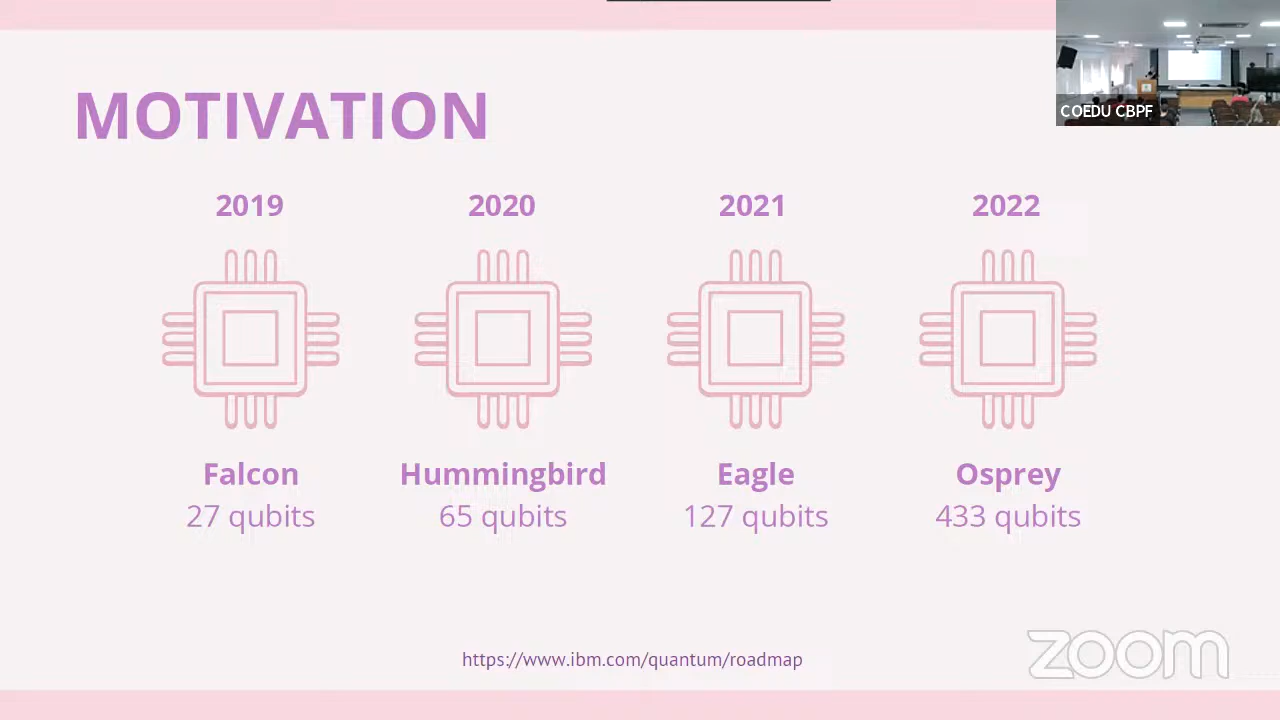 COEDU CBPF
MOTIVATION
2019 2020 2021 2022
Falcon Hummingbird Eagle Osprey
27 qubits 65 qubits 127 qubits 433 qubits
https://www.ibm.com/quantum/roadmap
zoom